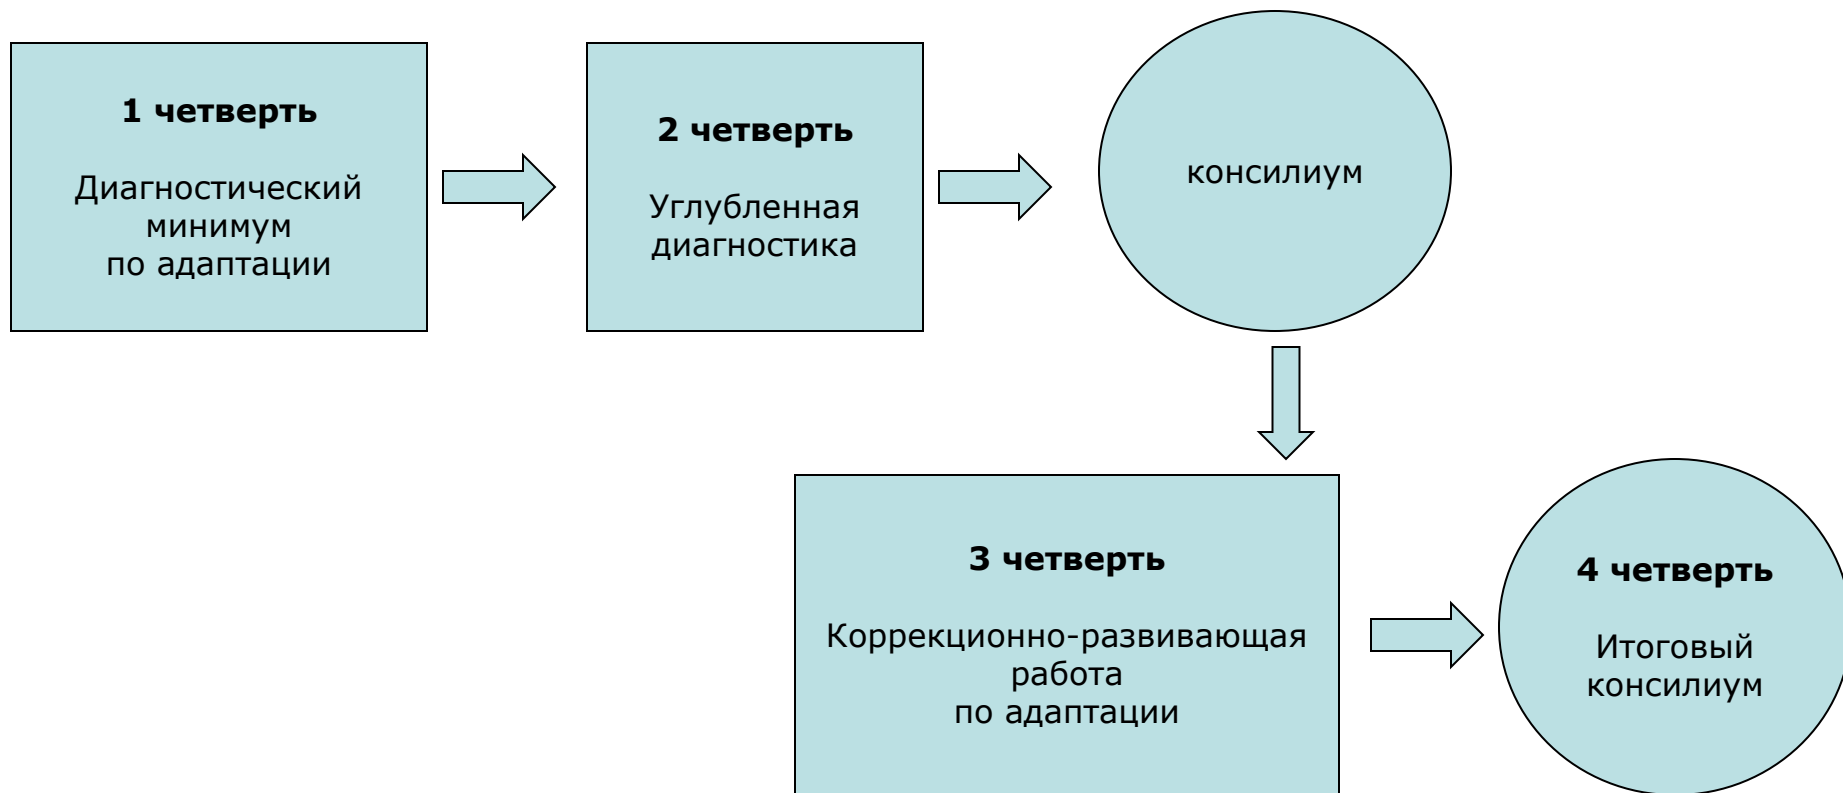 1 четверть
Диагностический
минимум
по адаптации
2 четверть
Углубленная
диагностика
консилиум
3 четверть
Коррекционно-развивающая
работа
по адаптации
4 четверть
Итоговый
консилиум